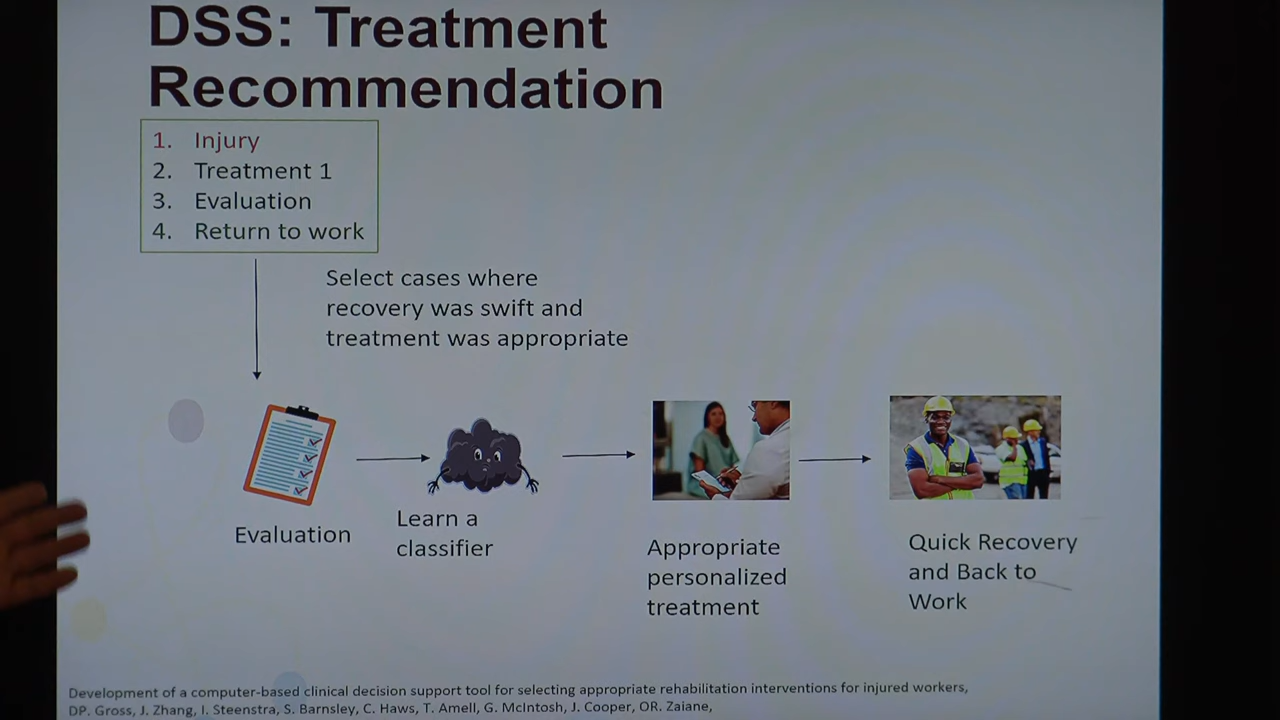 DSS: Treatment
Recommendation
1. Injury
2. Treatment 1
3. Evaluation
4. Return to work
Select cases where
recovery was swift and
treatment was appropriate
Evaluation
Learn a
classifier
Appropriate
personalized
treatment
Quick Recovery
and Back to
Work
Development of a computer-based clinical decision support tool for selecting appropriate rehabilitation interventions for injured workers,
DP. Gross, J. Zhang, I. Steenstra, S. Barnsley, C. Haws, T. Amell, G. McIntosh, J. Cooper, OR. Zaiane,